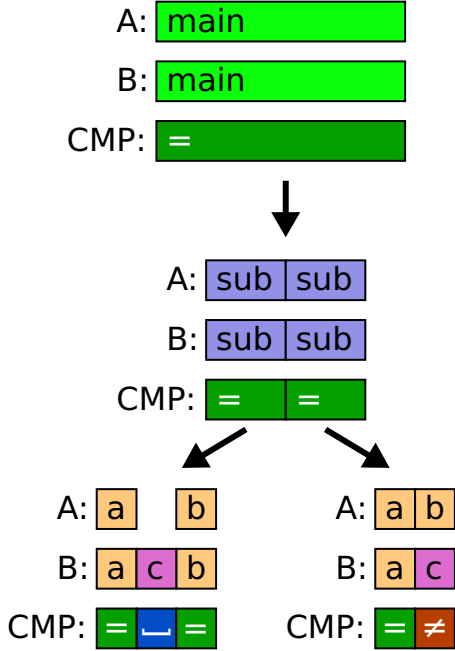 A: main
B: main
CMP: =
A: sub sub
B: sub sub
CMP: = =
A: a b
B: a c b
CMP: = ⎵ =
A: a b
B: a c
CMP: = ≠